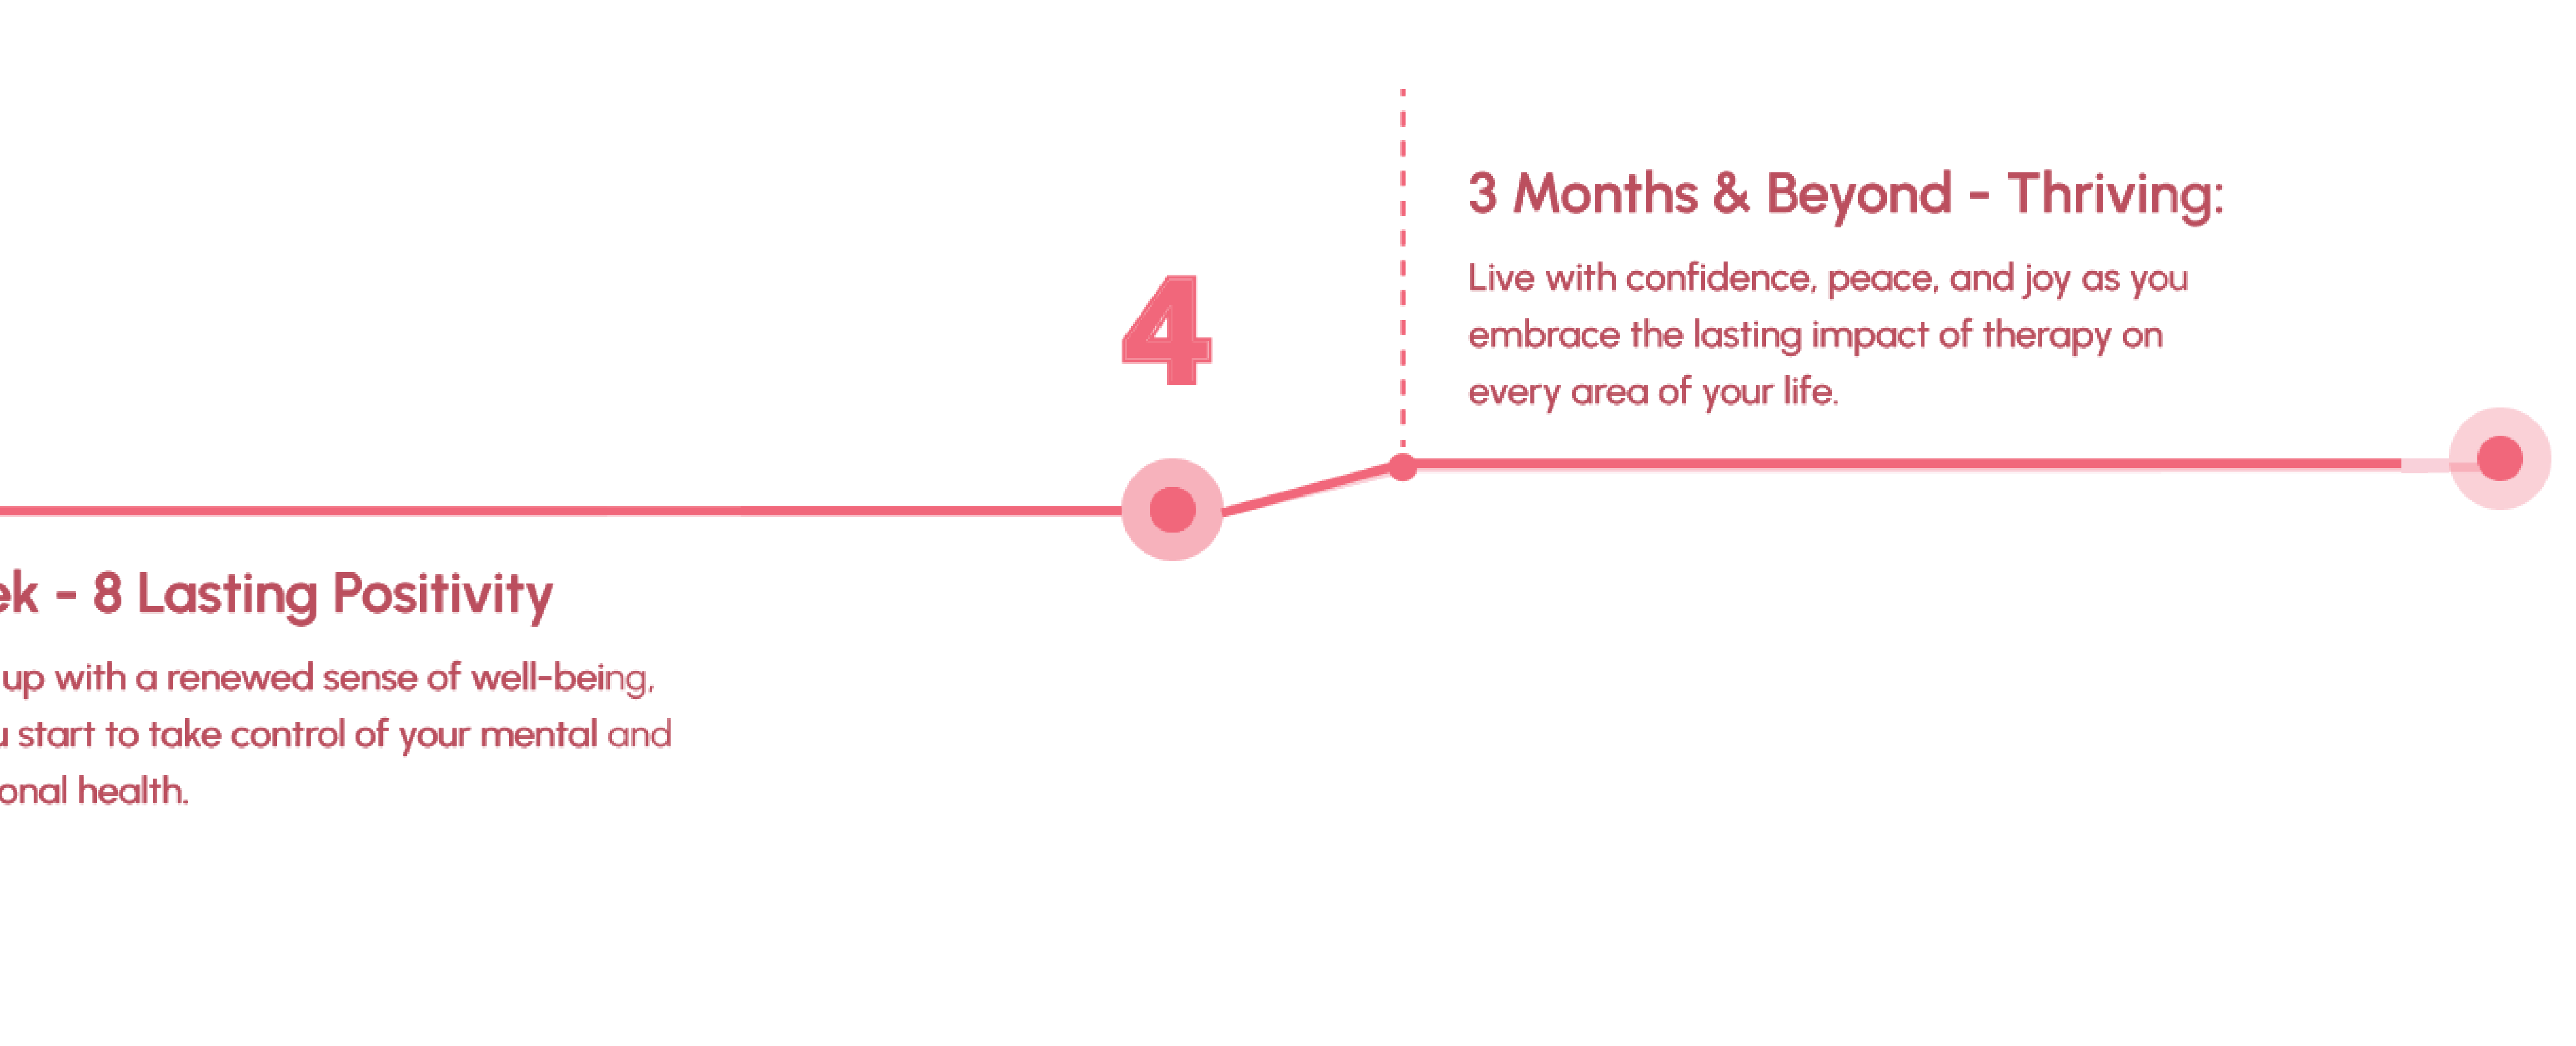 4
3 Months & Beyond - Thriving:
Live with confidence, peace, and joy as you
embrace the lasting impact of therapy on
every area of your life.
ek - 8 Lasting Positivity
up with a renewed sense of well-being,
u start to take control of your mental and
onal health.